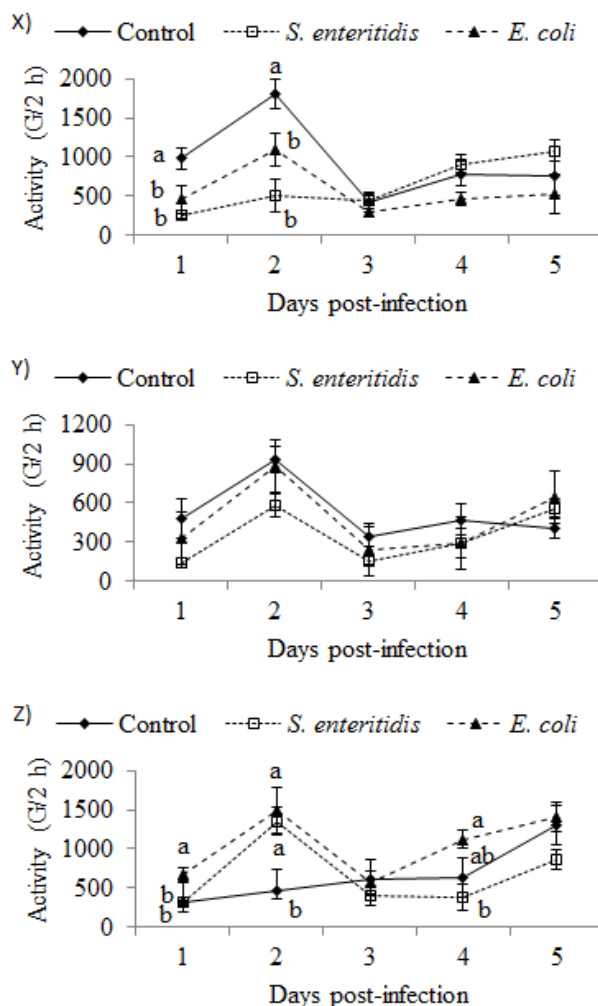 X)
Control S. enteritidis E. coli
Activity (G/2 h)
2000
1500
1000
500
0
a
a
b
b
b
b
1 2 3 4 5
Days post-infection
Y)
Control S. enteritidis E. coli
Activity (G/2 h)
1200
900
600
300
0
1 2 3 4 5
Days post-infection
Z)
Control S. enteritidis E. coli
Activity (G/2 h)
2000
1500
1000
500
0
a
a
a
a
ab
b
b
b
b
1 2 3 4 5
Days post-infection